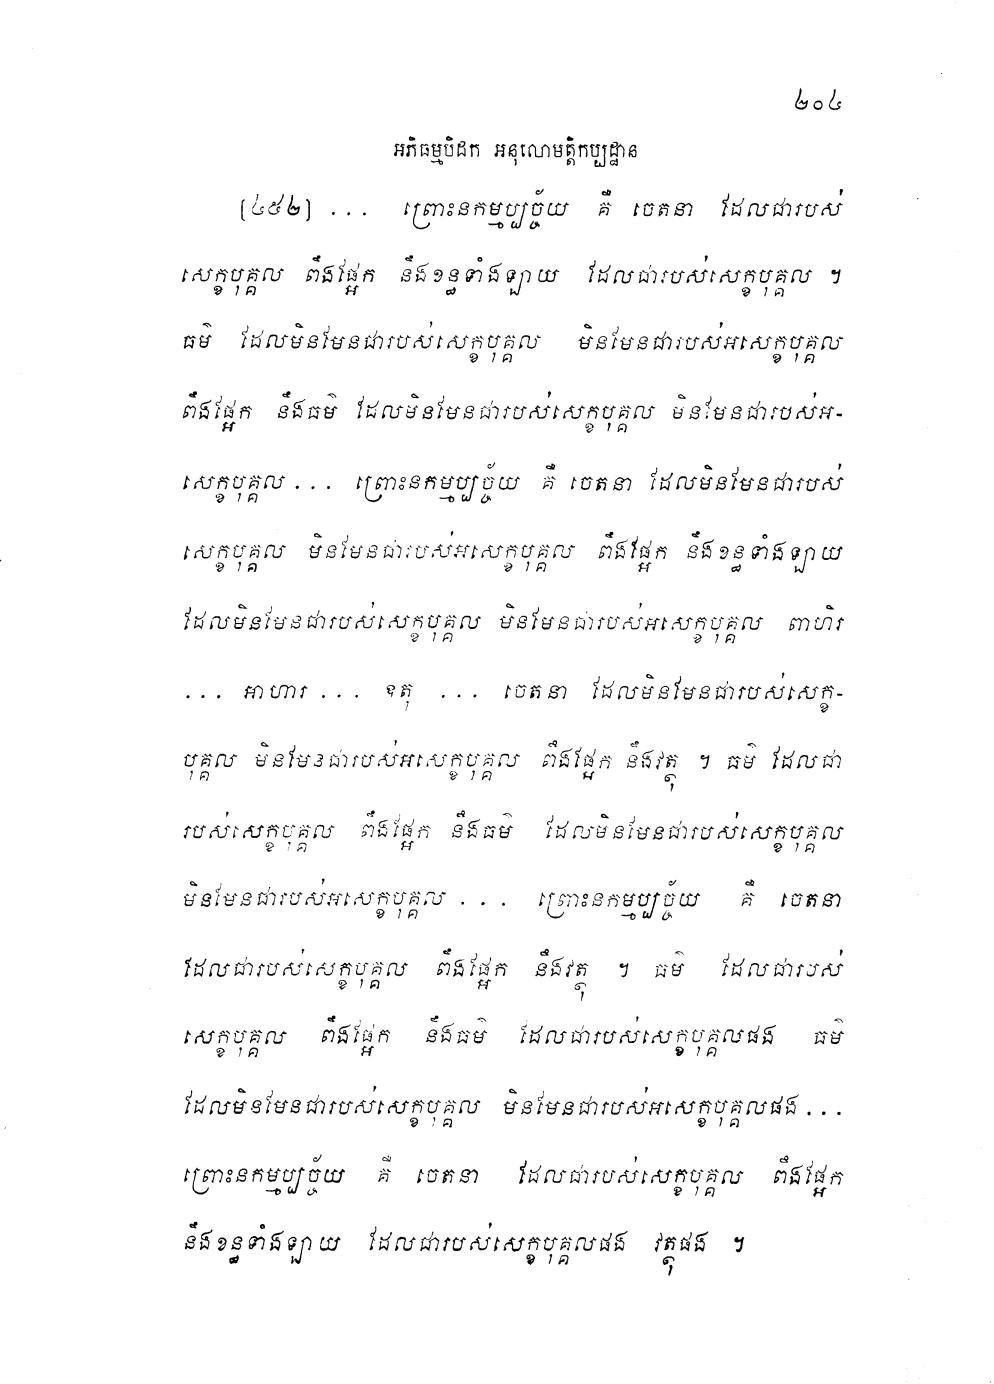 ២០៤
អភិធម្មបិដក អនុលោមត្តិកប្បដ្ឋាន
[៤៥២] ... ព្រោះនកម្មប្បច្ច័យ គឺ ចេតនា ដែលជារបស់
សេក្ខបុគ្គល ពឹងផ្អែក នឹងខន្ធទាំងឡាយ ដែលជារបស់សេក្ខបុគ្គល ។
ធម៌ ដែលមិនមែនជារបស់សេក្ខបុគ្គល មិនមែនជារបស់អសេក្ខបុគ្គល
ពឹងផ្អែក នឹងធម៌ ដែលមិនមែនជារបស់សេក្ខបុគ្គល មិនមែនជារបស់អ-
សេក្ខបុគ្គល ... ព្រោះនកម្មប្បច្ច័យ គឺ ចេតនា ដែលមិនមែនជារបស់
សេក្ខបុគ្គល មិនមែនជារបស់អសេក្ខបុគ្គល ពឹងផ្អែក នឹងខន្ធទាំងឡាយ
ដែលមិនមែនជារបស់សេក្ខបុគ្គល មិនមែនជារបស់អសេក្ខបុគ្គល ពាហិរ
... អាហារ ... ឧតុ ... ចេតនា ដែលមិនមែនជារបស់សេក្ខ-
បុគ្គល មិនមែនជារបស់អសេក្ខបុគ្គល ពឹងផ្អែក នឹងវត្ថុ ។ ធម៌ ដែលជា
របស់សេក្ខបុគ្គល ពឹងផ្អែក នឹងធម៌ ដែលមិនមែនជារបស់សេក្ខបុគ្គល
មិនមែនជារបស់អសេក្ខបុគ្គល ... ព្រោះនកម្មប្បច្ច័យ គឺ ចេតនា
ដែលជារបស់សេក្ខបុគ្គល ពឹងផ្អែក នឹងវត្ថុ ។ ធម៌ ដែលជារបស់
សេក្ខបុគ្គល ពឹងផ្អែក នឹងធម៌ ដែលជារបស់សេក្ខបុគ្គលផង ធម៌
ដែលមិនមែនជារបស់សេក្ខបុគ្គល មិនមែនជារបស់អសេក្ខបុគ្គលផង ...
ព្រោះនកម្មប្បច្ច័យ គឺ ចេតនា ដែលជារបស់សេក្ខបុគ្គល ពឹងផ្អែក
នឹងខន្ធទាំងឡាយ ដែលជារបស់សេក្ខបុគ្គលផង វត្ថុផង ។